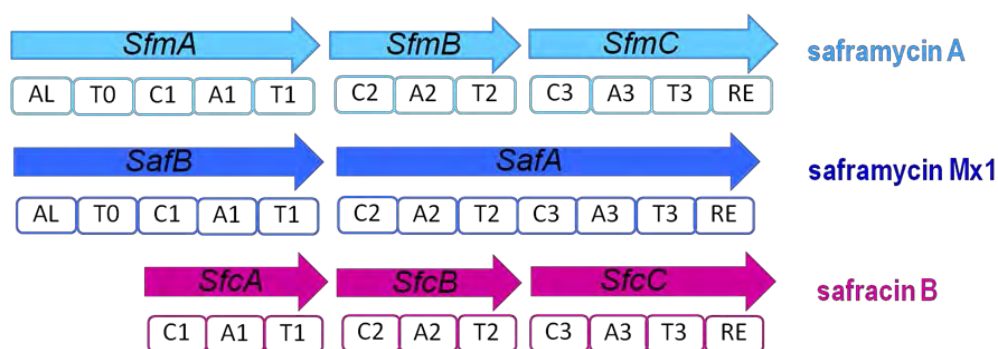 SfmA SfmB SfmC saframycin A
AL T0 C1 A1 T1 C2 A2 T2 C3 A3 T3 RE
SafB SafA saframycin Mx1
AL T0 C1 A1 T1 C2 A2 T2 C3 A3 T3 RE
SfcA SfcB SfcC safracin B
C1 A1 T1 C2 A2 T2 C3 A3 T3 RE